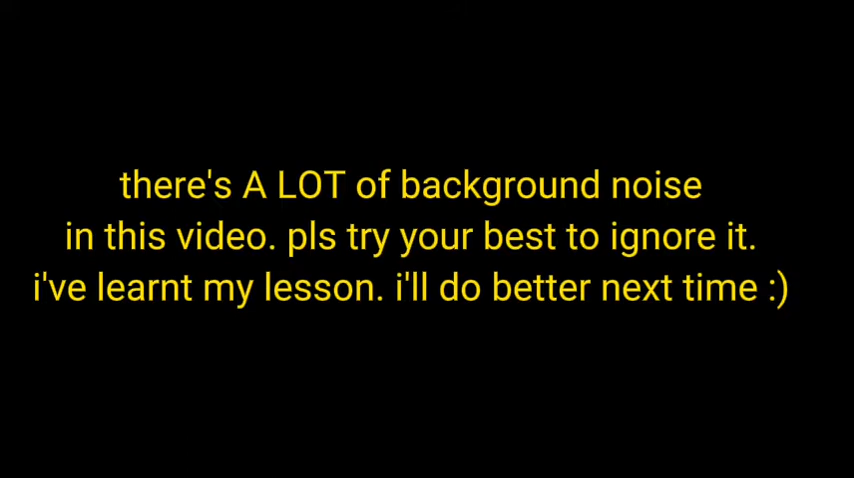 there's A LOT of background noise
in this video. pls try your best to ignore it.
i've learnt my lesson. i'll do better next time :)